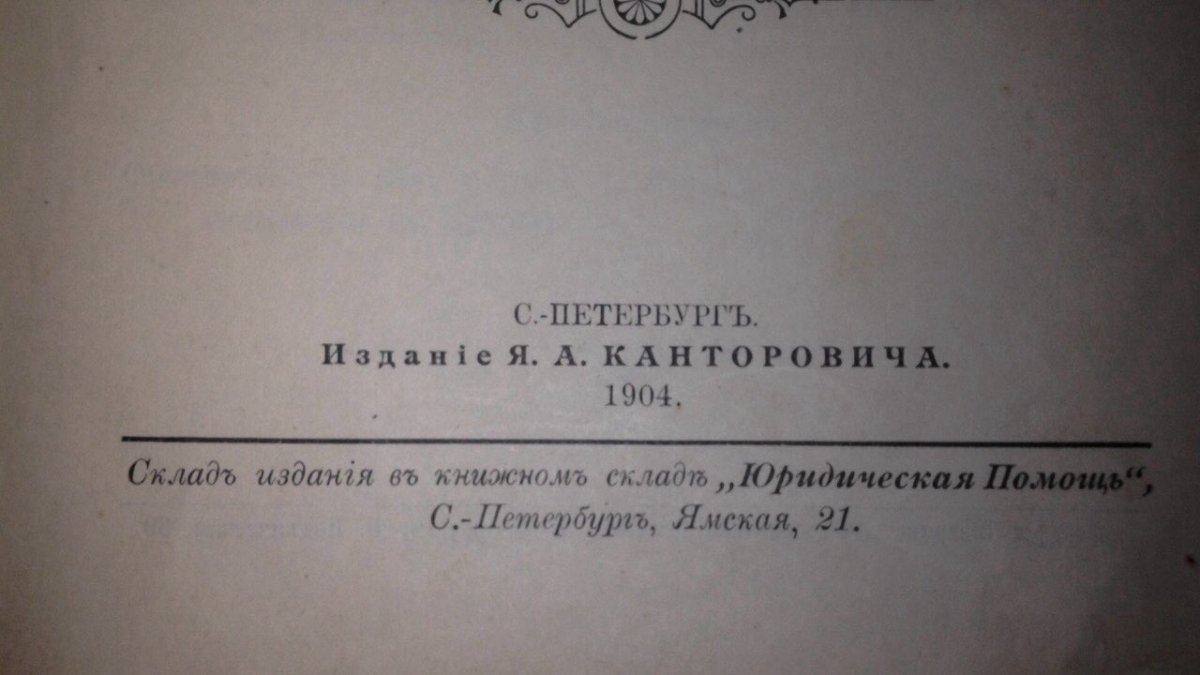 С.-ПЕТЕРБУРГЪ.
Изданіе Я. А. КАНТОРОВИЧА.
1904.
Складъ изданія въ книжномъ складѣ „Юридическая Помощь“,
С.-Петербургъ, Ямская, 21.